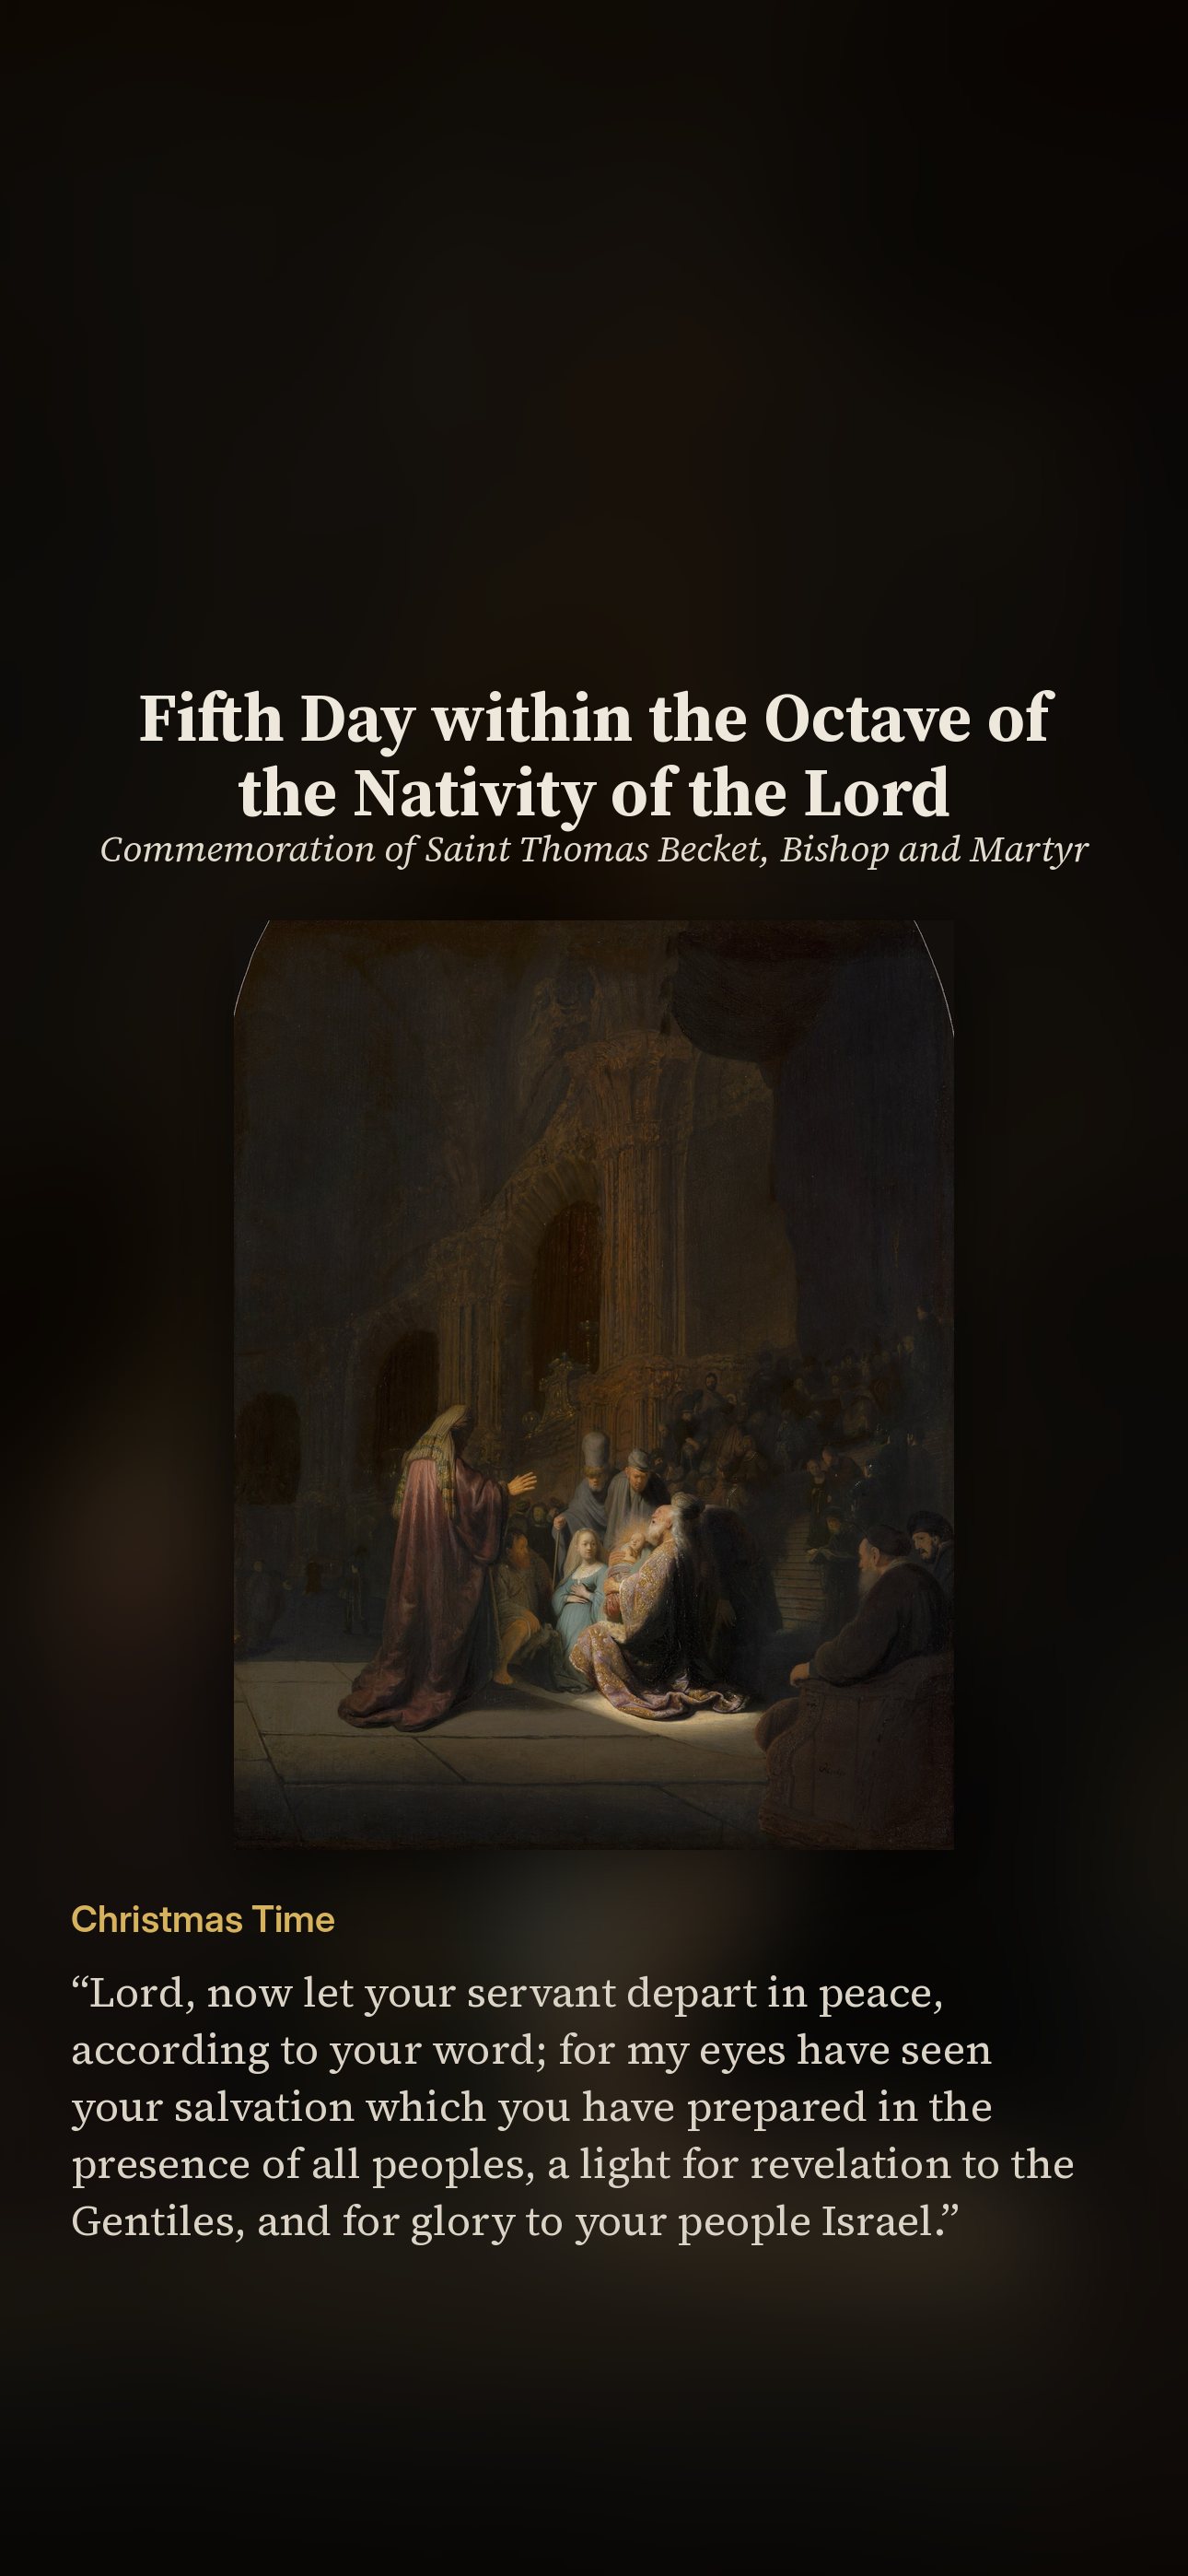 Fifth Day within the Octave of
the Nativity of the Lord
Commemoration of Saint Thomas Becket, Bishop and Martyr
Christmas Time
“Lord, now let your servant depart in peace,
according to your word; for my eyes have seen
your salvation which you have prepared in the
presence of all peoples, a light for revelation to the
Gentiles, and for glory to your people Israel.”